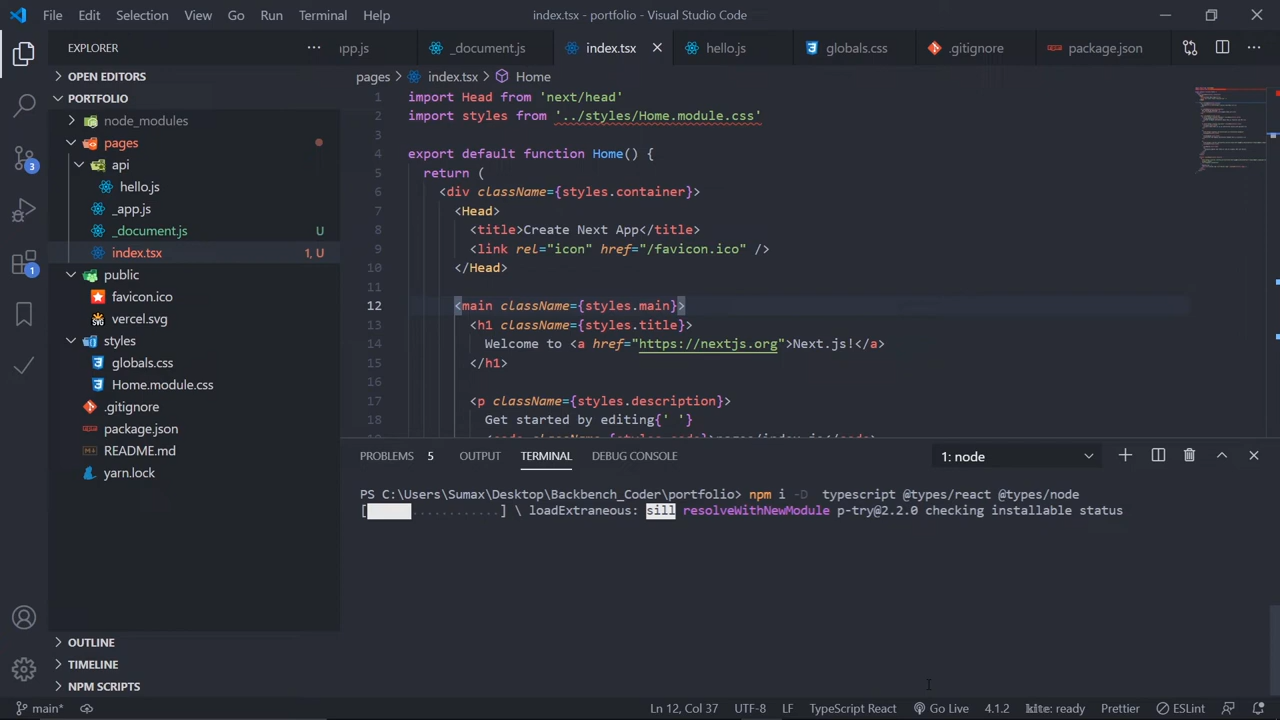 File Edit Selection View Go Run Terminal Help
index.tsx - portfolio - Visual Studio Code
EXPLORER
OPEN EDITORS
PORTFOLIO
node_modules
pages
api
hello.js
_app.js
_document.js U
index.tsx 1, U
public
favicon.ico
vercel.svg
styles
globals.css
Home.module.css
.gitignore
package.json
README.md
yarn.lock
OUTLINE
TIMELINE
NPM SCRIPTS
3
1
app.js _document.js index.tsx hello.js globals.css .gitignore package.json
pages > index.tsx > Home
1 import Head from 'next/head'
2 import styles from '../styles/Home.module.css'
3
4 export default function Home() {
5 return (
6 <div className={styles.container}>
7 <Head>
8 <title>Create Next App</title>
9 <link rel="icon" href="/favicon.ico" />
10 </Head>
11
12 <main className={styles.main}>
13 <h1 className={styles.title}>
14 Welcome to <a href="https://nextjs.org">Next.js!</a>
15 </h1>
16
17 <p className={styles.description}>
18 Get started by editing{' '}
PROBLEMS 5 OUTPUT TERMINAL DEBUG CONSOLE 1: node
PS C:\Users\Sumax\Desktop\Backbench_Coder\portfolio> npm i -D typescript @types/react @types/node
[ ............] \ loadExtraneous: sill resolveWithNewModule p-try@2.2.0 checking installable status
main* Ln 12, Col 37 UTF-8 LF TypeScript React Go Live 4.1.2 kite: ready Prettier ESLint